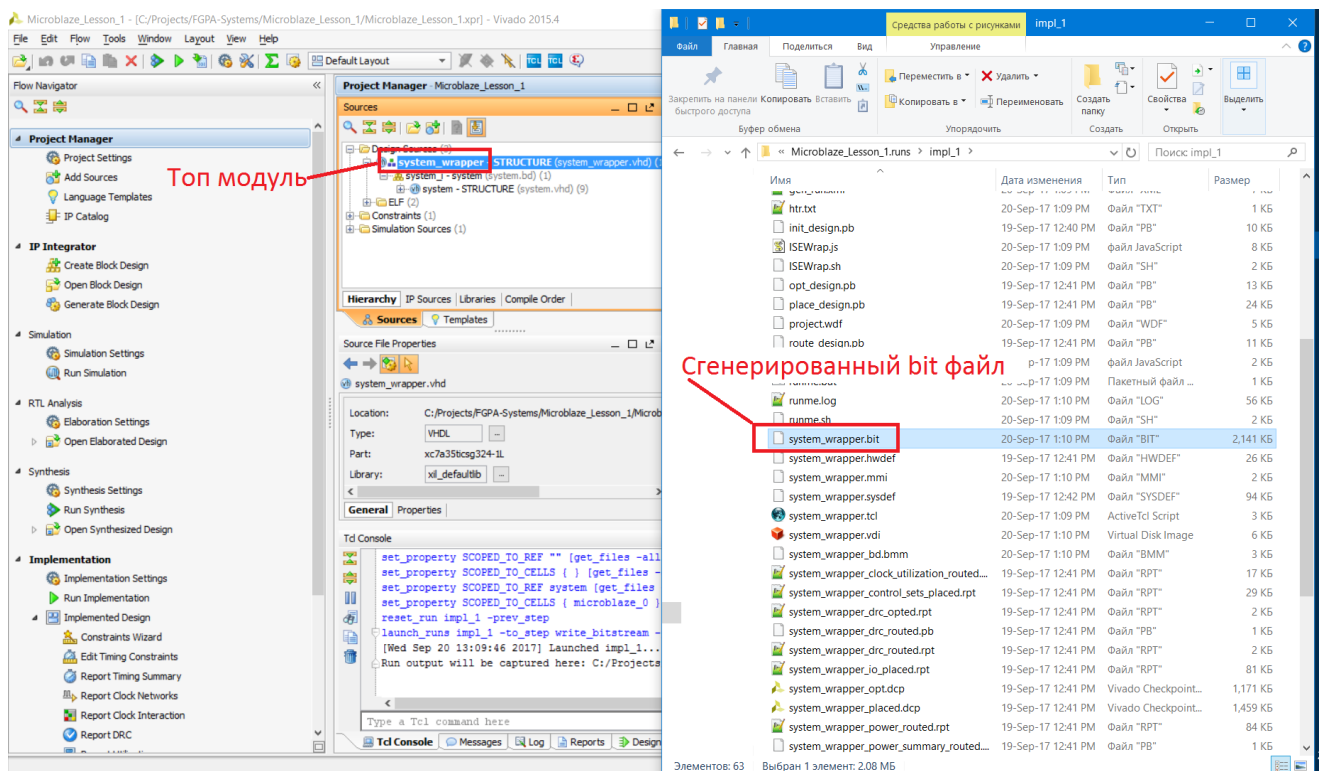 Microblaze_Lesson_1 - [C:/Projects/FGPA-Systems/Microblaze_Lesson_1/Microblaze_Lesson_1.xpr] - Vivado 2015.4
File Edit Flow Tools Window Layout View Help
Default Layout
Flow Navigator
Project Manager
Project Settings
Add Sources
Language Templates
IP Catalog
IP Integrator
Create Block Design
Open Block Design
Generate Block Design
Simulation
Simulation Settings
Run Simulation
RTL Analysis
Elaboration Settings
Open Elaborated Design
Synthesis
Synthesis Settings
Run Synthesis
Open Synthesized Design
Implementation
Implementation Settings
Run Implementation
Implemented Design
Constraints Wizard
Edit Timing Constraints
Report Timing Summary
Report Clock Networks
Report Clock Interaction
Report DRC
Топ модуль
Project Manager - Microblaze_Lesson_1
Sources
Design Sources (3)
system_wrapper - STRUCTURE (system_wrapper.vhd) (1
system_i - system (system.bd) (1)
system - STRUCTURE (system.vhd) (9)
ELF (2)
Constraints (1)
Simulation Sources (1)
Hierarchy IP Sources Libraries Compile Order
Sources Templates
Source File Properties
system_wrapper.vhd
Location: C:/Projects/FGPA-Systems/Microblaze_Lesson_1/Microb
Type: VHDL
Part: xc7a35ticsg324-1L
Library: xil_defaultlib
General Properties
Tcl Console
set_property SCOPED_TO_REF "" [get_files -all
set_property SCOPED_TO_CELLS { } [get_files -
set_property SCOPED_TO_REF system [get_files
set_property SCOPED_TO_CELLS { microblaze_0 }
reset_run impl_1 -prev_step
launch_runs impl_1 -to_step write_bitstream -
[Wed Sep 20 13:09:46 2017] Launched impl_1...
Run output will be captured here: C:/Projects
Type a Tcl command here
Tcl Console Messages Log Reports Design
Средства работы с рисунками impl_1
Файл Главная Поделиться Вид Управление
Закрепить на панели быстрого доступа
Копировать
Вставить
Переместить в
Копировать в
Удалить
Переименовать
Создать папку
Свойства
Выделить
Буфер обмена Упорядочить Создать Открыть
« Microblaze_Lesson_1.runs > impl_1 >
Поиск: impl_1
Имя Дата изменения Тип Размер
htr.txt 20-Sep-17 1:09 PM Файл "TXT" 1 КБ
init_design.pb 19-Sep-17 12:40 PM Файл "PB" 10 КБ
ISEWrap.js 20-Sep-17 1:09 PM файл JavaScript 8 КБ
ISEWrap.sh 20-Sep-17 1:09 PM Файл "SH" 2 КБ
opt_design.pb 19-Sep-17 12:41 PM Файл "PB" 13 КБ
place_design.pb 19-Sep-17 12:41 PM Файл "PB" 24 КБ
project.wdf 20-Sep-17 1:09 PM Файл "WDF" 5 КБ
route_design.pb 19-Sep-17 12:41 PM Файл "PB" 11 КБ
Сгенерированный bit файл
p-17 1:09 PM файл JavaScript 2 КБ
20-Sep-17 1:09 PM Пакетный файл ... 1 КБ
runme.log 20-Sep-17 1:10 PM Файл "LOG" 56 КБ
runme.sh 20-Sep-17 1:09 PM Файл "SH" 2 КБ
system_wrapper.bit 20-Sep-17 1:10 PM Файл "BIT" 2,141 КБ
system_wrapper.hwdef 19-Sep-17 12:41 PM Файл "HWDEF" 26 КБ
system_wrapper.mmi 20-Sep-17 1:10 PM Файл "MMI" 2 КБ
system_wrapper.sysdef 19-Sep-17 12:42 PM Файл "SYSDEF" 94 КБ
system_wrapper.tcl 20-Sep-17 1:09 PM ActiveTcl Script 3 КБ
system_wrapper.vdi 20-Sep-17 1:10 PM Virtual Disk Image 6 КБ
system_wrapper_bd.bmm 20-Sep-17 1:10 PM Файл "BMM" 3 КБ
system_wrapper_clock_utilization_routed.... 19-Sep-17 12:41 PM Файл "RPT" 17 КБ
system_wrapper_control_sets_placed.rpt 19-Sep-17 12:41 PM Файл "RPT" 29 КБ
system_wrapper_drc_opted.rpt 19-Sep-17 12:41 PM Файл "RPT" 2 КБ
system_wrapper_drc_routed.pb 19-Sep-17 12:41 PM Файл "PB" 1 КБ
system_wrapper_drc_routed.rpt 19-Sep-17 12:41 PM Файл "RPT" 2 КБ
system_wrapper_io_placed.rpt 19-Sep-17 12:41 PM Файл "RPT" 81 КБ
system_wrapper_opt.dcp 19-Sep-17 12:41 PM Vivado Checkpoint... 1,171 КБ
system_wrapper_placed.dcp 19-Sep-17 12:41 PM Vivado Checkpoint... 1,459 КБ
system_wrapper_power_routed.rpt 19-Sep-17 12:41 PM Файл "RPT" 84 КБ
system_wrapper_power_summary_routed.... 19-Sep-17 12:41 PM Файл "PB" 1 КБ
Элементов: 63 Выбран 1 элемент: 2.08 МБ